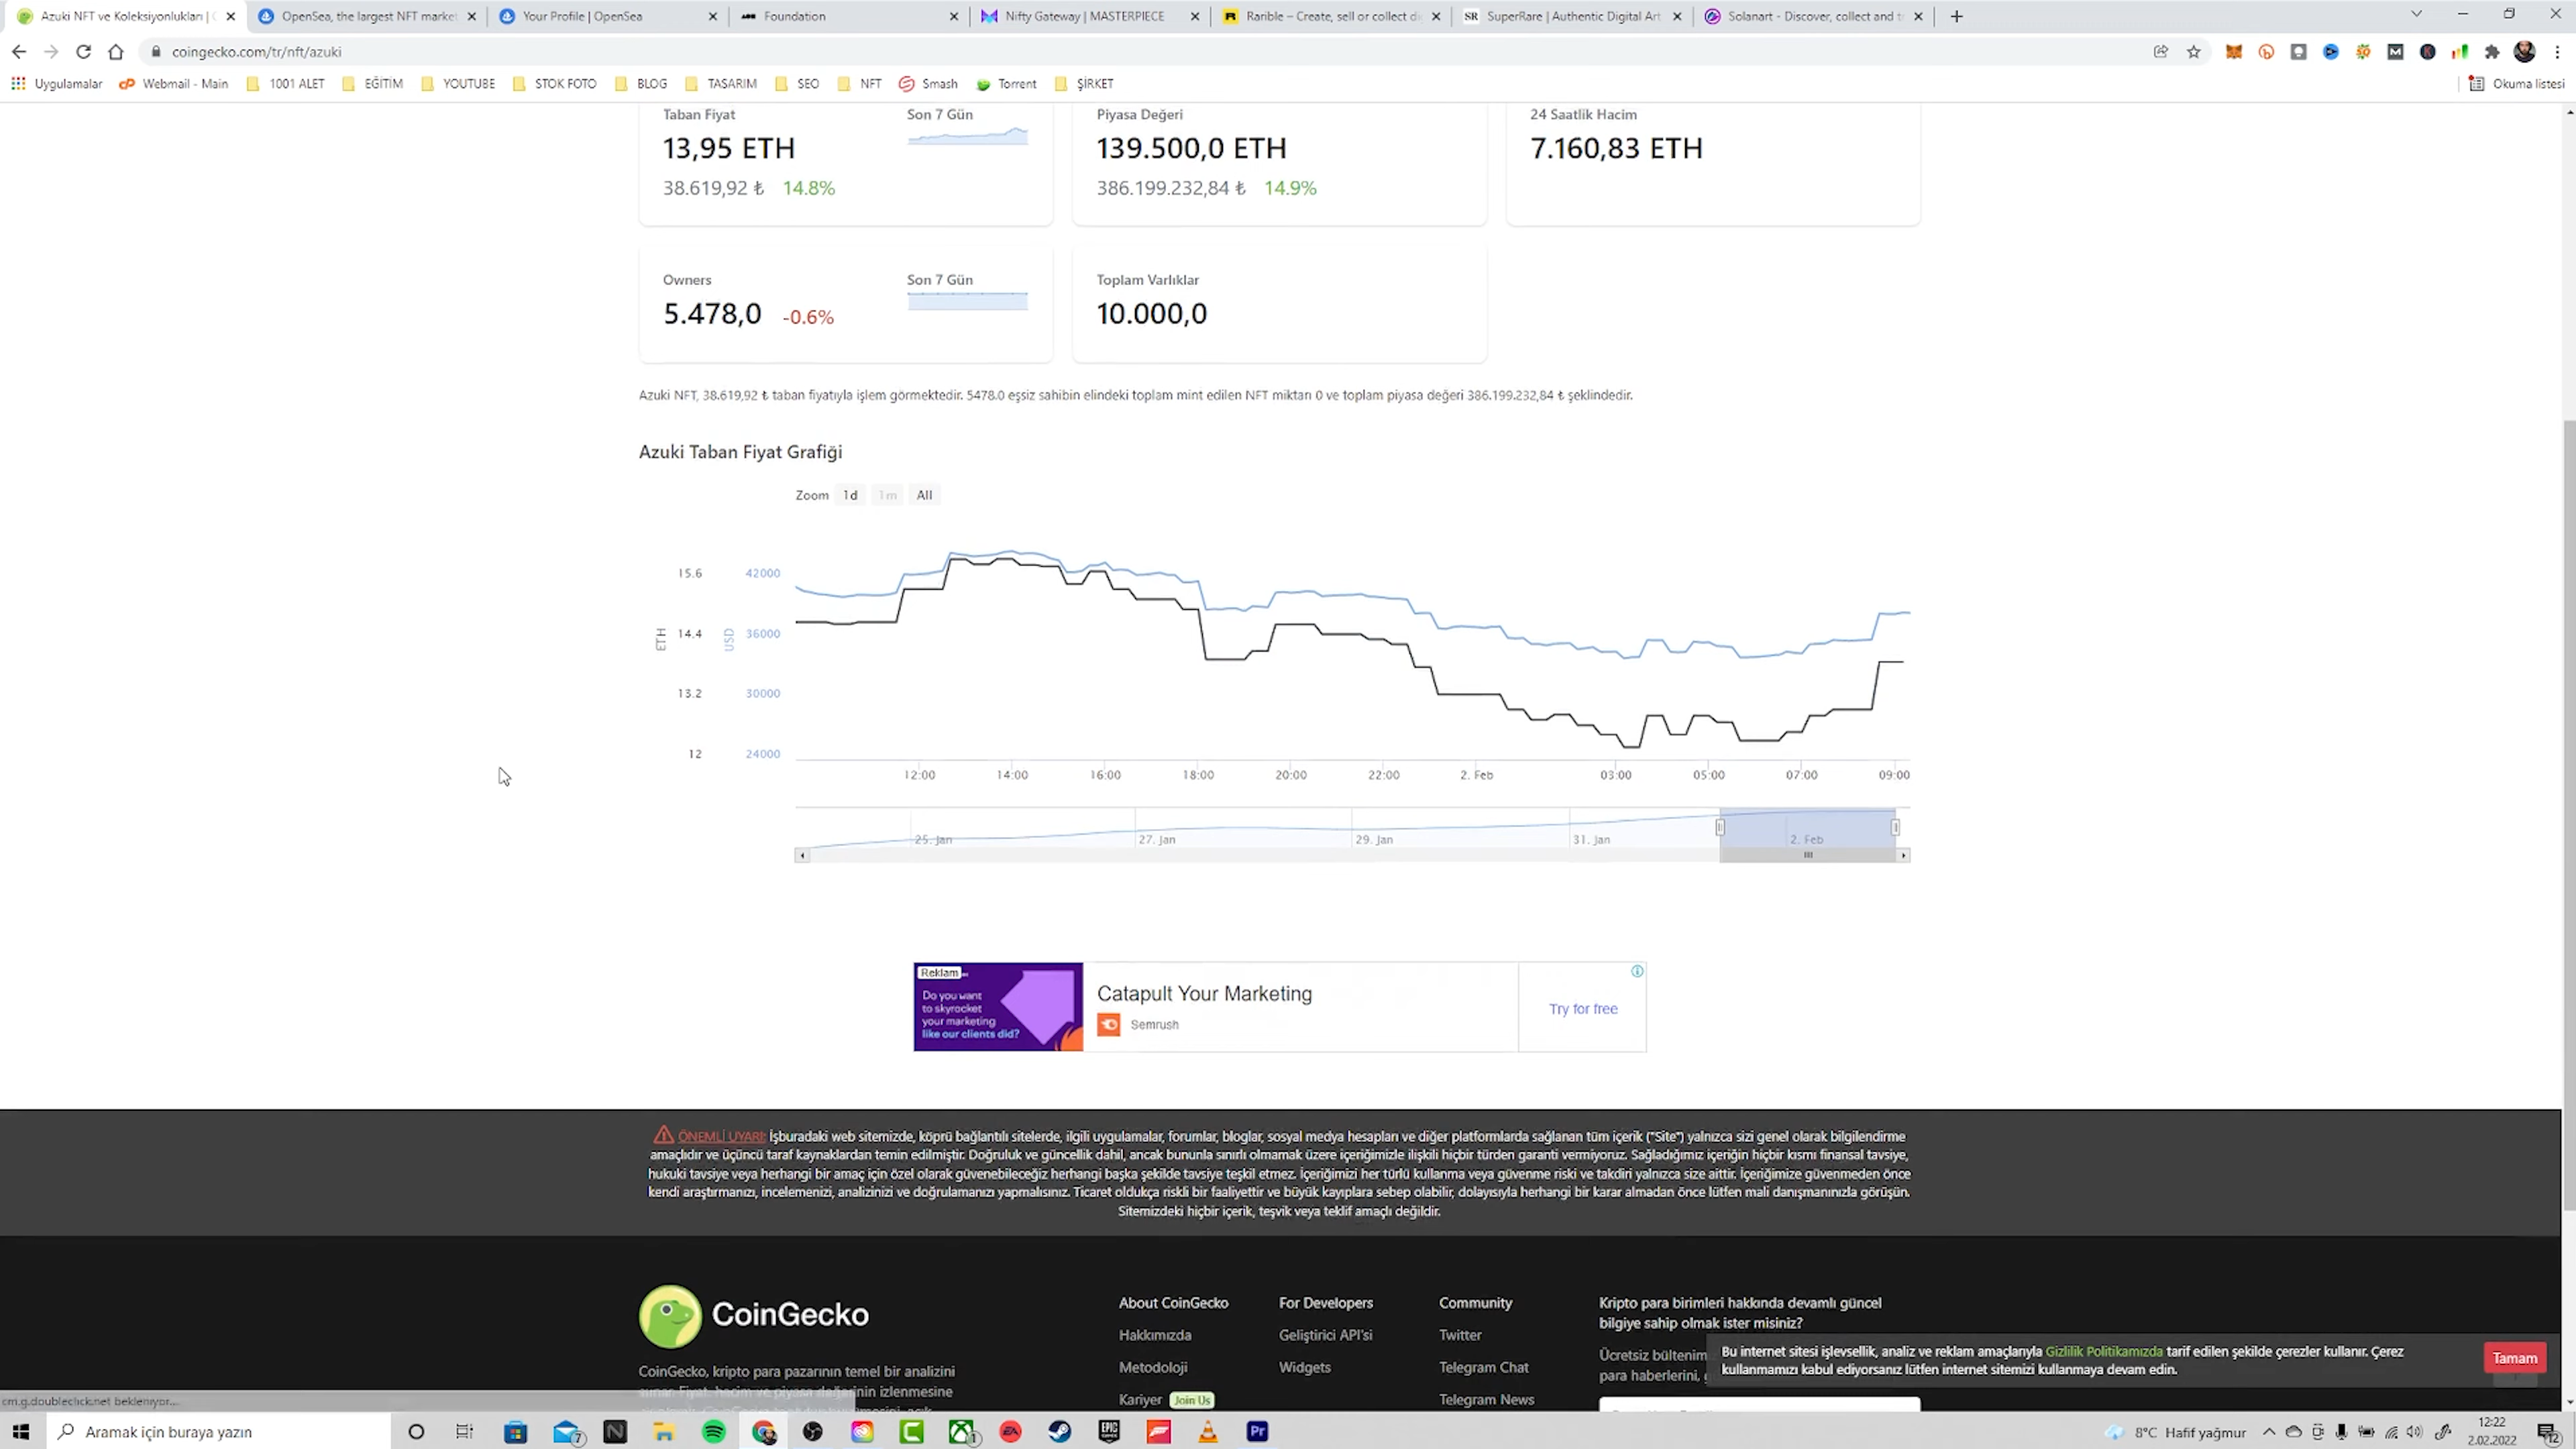 Azuki NFT ve Koleksiyonlukları |
OpenSea, the largest NFT market
Your Profile | OpenSea
Foundation
Nifty Gateway | MASTERPIECE
Rarible – Create, sell or collect di
SR SuperRare | Authentic Digital Art
Solanart - Discover, collect and t
coingecko.com/tr/nft/azuki
Uygulamalar
Webmail - Main
1001 ALET
EĞİTİM
YOUTUBE
STOK FOTO
BLOG
TASARIM
SEO
NFT
Smash
Torrent
ŞİRKET
Okuma listesi
Taban Fiyat
Son 7 Gün
13,95 ETH
38.619,92 ₺ 14.8%
Piyasa Değeri
139.500,0 ETH
386.199.232,84 ₺ 14.9%
24 Saatlik Hacim
7.160,83 ETH
Owners
Son 7 Gün
5.478,0 -0.6%
Toplam Varlıklar
10.000,0
Azuki NFT, 38.619,92 ₺ taban fiyatıyla işlem görmektedir. 5478.0 eşsiz sahibin elindeki toplam mint edilen NFT miktarı 0 ve toplam piyasa değeri 386.199.232,84 ₺ şeklindedir.
Azuki Taban Fiyat Grafiği
Zoom 1d 1m All
15.6 42000
14.4 36000
ETH USD
13.2 30000
12 24000
12:00 14:00 16:00 18:00 20:00 22:00 2. Feb 03:00 05:00 07:00 09:00
25. Jan 27. Jan 29. Jan 31. Jan 2. Feb
Reklam
Do you want
to skyrocket
your marketing
like our clients did?
Catapult Your Marketing
Semrush
Try for free
ÖNEMLİ UYARI: İşburadaki web sitemizde, köprü bağlantılı sitelerde, ilgili uygulamalar, forumlar, bloglar, sosyal medya hesapları ve diğer platformlarda sağlanan tüm içerik ("Site") yalnızca sizi genel olarak bilgilendirme
amaçlıdır ve üçüncü taraf kaynaklardan temin edilmiştir. Doğruluk ve güncellik dahil, ancak bununla sınırlı olmamak üzere içeriğimizle ilişkili hiçbir türden garanti vermiyoruz. Sağladığımız içeriğin hiçbir kısmı finansal tavsiye,
hukuki tavsiye veya herhangi bir amaç için özel olarak güvenebileceğiz herhangi başka şekilde tavsiye teşkil etmez. İçeriğimizi her türlü kullanma veya güvenme riski ve takdiri yalnızca size aittir. İçeriğimize güvenmeden önce
kendi araştırmanızı, incelemenizi, analizinizi ve doğrulamanızı yapmalısınız. Ticaret oldukça riskli bir faaliyettir ve büyük kayıplara sebep olabilir, dolayısıyla herhangi bir karar almadan önce lütfen mali danışmanınızla görüşün.
Sitemizdeki hiçbir içerik, teşvik veya teklif amaçlı değildir.
CoinGecko
CoinGecko, kripto para pazarının temel bir analizini
sunar. Fiyat, hacim ve piyasa değerinin izlenmesine
About CoinGecko
Hakkımızda
Metodoloji
Kariyer Join Us
For Developers
Geliştirici API'si
Widgets
Community
Twitter
Telegram Chat
Telegram News
Kripto para birimleri hakkında devamlı güncel
bilgiye sahip olmak ister misiniz?
Ücretsiz bültenim
para haberlerini,
Bu internet sitesi işlevsellik, analiz ve reklam amaçlarıyla Gizlilik Politikamızda tarif edilen şekilde çerezler kullanır. Çerez
kullanmamızı kabul ediyorsanız lütfen internet sitemizi kullanmaya devam edin.
Tamam
cm.g.doubleclick.net bekleniyor...
Aramak için buraya yazın
8°C Hafif yağmur
12:22
2.02.2022